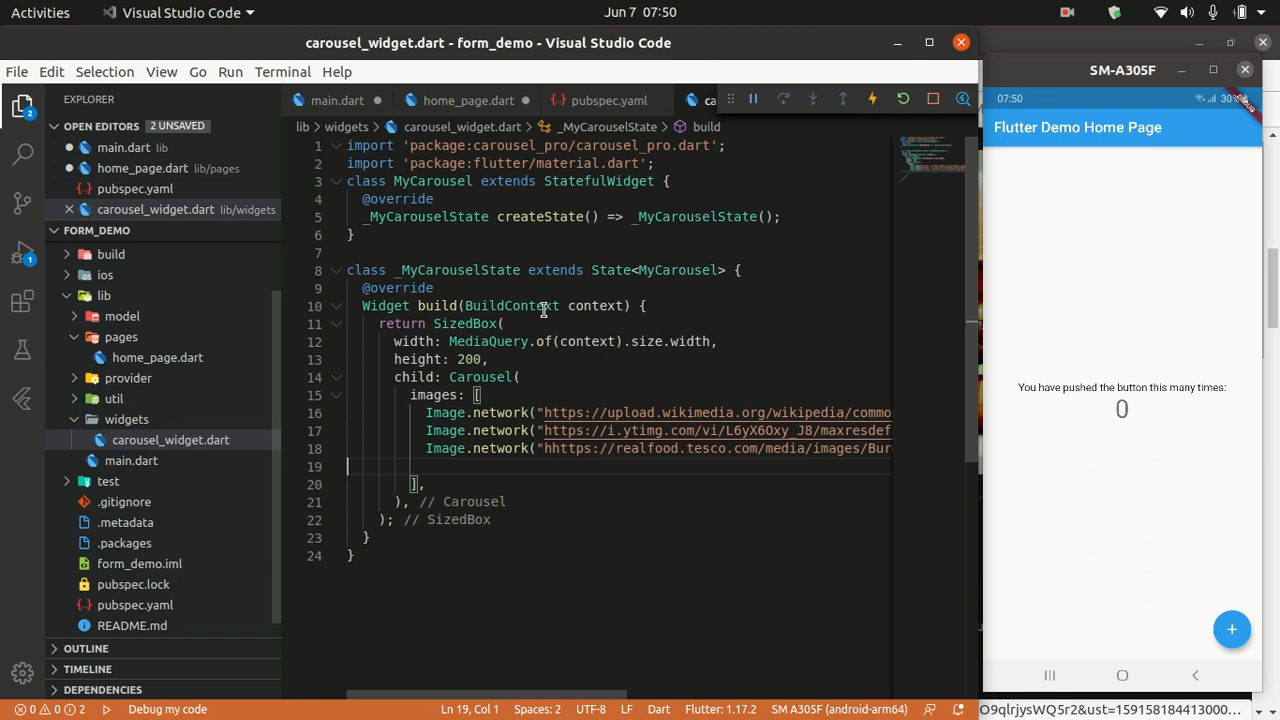 Activities
Visual Studio Code
Jun 7 07:50
carousel_widget.dart - form_demo - Visual Studio Code
File Edit Selection View Go Run Terminal Help
EXPLORER
OPEN EDITORS 2 UNSAVED
main.dart lib
home_page.dart lib/pages
pubspec.yaml
carousel_widget.dart lib/widgets
FORM_DEMO
build
ios
lib
model
pages
home_page.dart
provider
util
widgets
carousel_widget.dart
main.dart
test
.gitignore
.metadata
.packages
form_demo.iml
pubspec.lock
pubspec.yaml
README.md
OUTLINE
TIMELINE
DEPENDENCIES
2
1
main.dart
home_page.dart
pubspec.yaml
ca
lib > widgets > carousel_widget.dart > _MyCarouselState > build
1 import 'package:carousel_pro/carousel_pro.dart';
2 import 'package:flutter/material.dart';
3 class MyCarousel extends StatefulWidget {
4 @override
5 _MyCarouselState createState() => _MyCarouselState();
6 }
7
8 class _MyCarouselState extends State<MyCarousel> {
9 @override
10 Widget build(BuildContext context) {
11 return SizedBox(
12 width: MediaQuery.of(context).size.width,
13 height: 200,
14 child: Carousel(
15 images: [
16 Image.network("https://upload.wikimedia.org/wikipedia/commo
17 Image.network("https://i.ytimg.com/vi/L6yX6Oxy_J8/maxresdef
18 Image.network("hhttps://realfood.tesco.com/media/images/Bur
19
20 ],
21 ), // Carousel
22 ); // SizedBox
23 }
24 }
0 0 2
Debug my code
Ln 19, Col 1
Spaces: 2
UTF-8
LF
Dart
Flutter: 1.17.2
SM A305F (android-arm64)
SM-A305F
07:50
30%
DEBUG
Flutter Demo Home Page
You have pushed the button this many times:
0
+
O9qlrjysWQ5r2&ust=159158184413000...